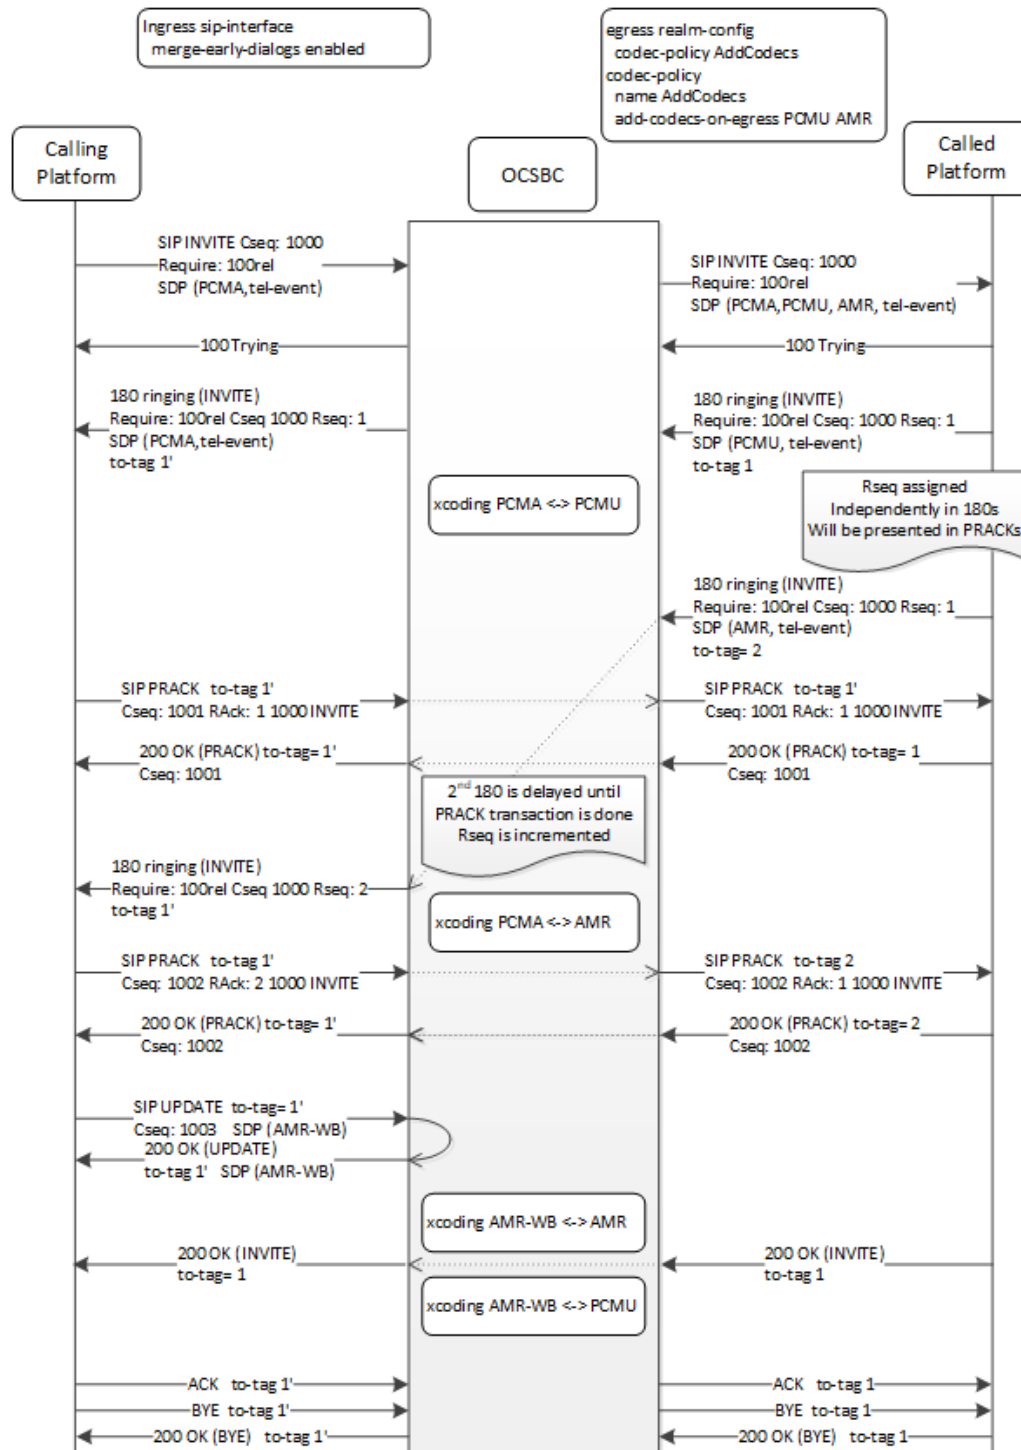 Ingress sip-interface
merge-early-dialogs enabled
egress realm-config
codec-policy AddCodecs
codec-policy
name AddCodecs
add-codecs-on-egress PCMU AMR
Calling
Platform
OCSBC
Called
Platform
SIP INVITE Cseq: 1000
Require: 100rel
SDP (PCMA,tel-event)
SIP INVITE Cseq: 1000
Require: 100rel
SDP (PCMA,PCMU, AMR, tel-event)
100 Trying
100 Trying
180 ringing (INVITE)
Require: 100rel Cseq 1000 Rseq: 1
SDP (PCMA,tel-event)
to-tag 1'
180 ringing (INVITE)
Require: 100rel Cseq: 1000 Rseq: 1
SDP (PCMU, tel-event)
to-tag 1
xcoding PCMA <-> PCMU
Rseq assigned
Independently in 180s
Will be presented in PRACKs
180 ringing (INVITE)
Require: 100rel Cseq: 1000 Rseq: 1
SDP (AMR, tel-event)
to-tag= 2
SIP PRACK to-tag 1'
Cseq: 1001 RAck: 1 1000 INVITE
SIP PRACK to-tag 1'
Cseq: 1001 RAck: 1 1000 INVITE
200 OK (PRACK) to-tag= 1'
Cseq: 1001
200 OK (PRACK) to-tag= 1
Cseq: 1001
2nd 180 is delayed until
PRACK transaction is done
Rseq is incremented
180 ringing (INVITE)
Require: 100rel Cseq 1000 Rseq: 2
to-tag 1'
xcoding PCMA <-> AMR
SIP PRACK to-tag 1'
Cseq: 1002 RAck: 2 1000 INVITE
SIP PRACK to-tag 2
Cseq: 1002 RAck: 1 1000 INVITE
200 OK (PRACK) to-tag= 1'
Cseq: 1002
200 OK (PRACK) to-tag= 2
Cseq: 1002
SIP UPDATE to-tag= 1'
Cseq: 1003 SDP (AMR-WB)
200 OK (UPDATE)
to-tag 1' SDP (AMR-WB)
xcoding AMR-WB <-> AMR
200 OK (INVITE)
to-tag= 1
200 OK (INVITE)
to-tag 1
xcoding AMR-WB <-> PCMU
ACK to-tag 1'
ACK to-tag 1
BYE to-tag 1'
BYE to-tag 1
200 OK (BYE) to-tag 1'
200 OK (BYE) to-tag 1